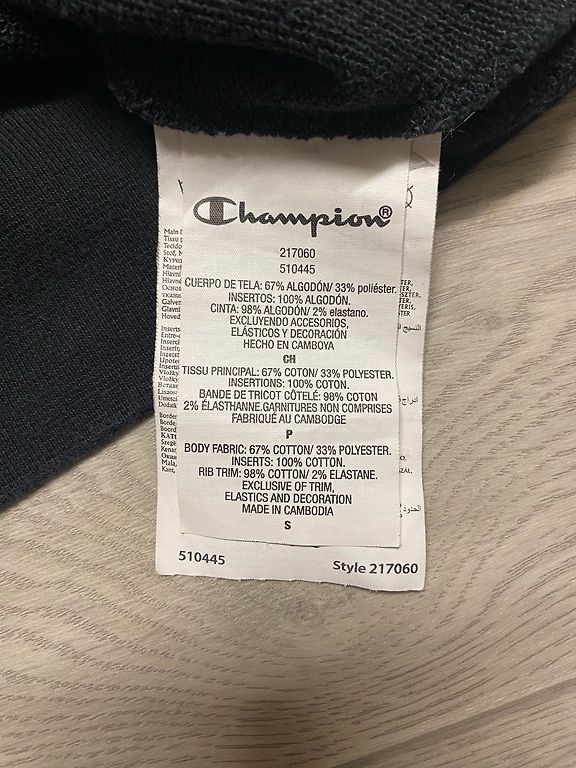 Champion®
217060
510445
CUERPO DE TELA: 67% ALGODÓN/ 33% poliéster.
INSERTOS: 100% ALGODÓN.
CINTA: 98% ALGODÓN/ 2% elastano.
EXCLUYENDO ACCESORIOS,
ELÁSTICOS Y DECORACIÓN
HECHO EN CAMBOYA
CH
TISSU PRINCIPAL: 67% COTON/ 33% POLYESTER.
INSERTIONS: 100% COTON.
BANDE DE TRICOT CÔTELÉ: 98% COTON
2% ÉLASTHANNE.GARNITURES NON COMPRISES
FABRIQUÉ AU CAMBODGE
P
BODY FABRIC: 67% COTTON/ 33% POLYESTER.
INSERTS: 100% COTTON.
RIB TRIM: 98% COTTON/ 2% ELASTANE.
EXCLUSIVE OF TRIM,
ELASTICS AND DECORATION
MADE IN CAMBODIA
S
510445 Style 217060